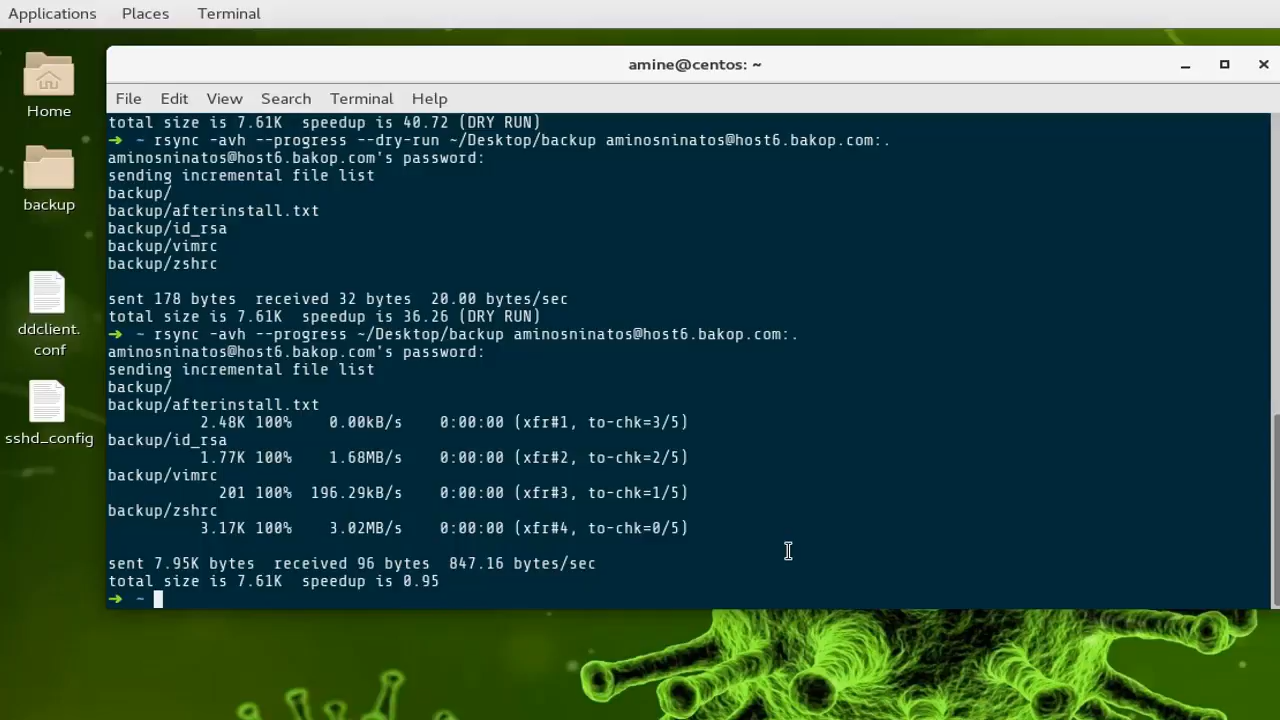 Applications Places Terminal
amine@centos: ~
File Edit View Search Terminal Help
Home
backup
ddclient.
conf
sshd_config
total size is 7.61K  speedup is 40.72 (DRY RUN)
➜  ~ rsync -avh --progress --dry-run ~/Desktop/backup aminosninatos@host6.bakop.com:.
aminosninatos@host6.bakop.com's password:
sending incremental file list
backup/
backup/afterinstall.txt
backup/id_rsa
backup/vimrc
backup/zshrc
sent 178 bytes  received 32 bytes  20.00 bytes/sec
total size is 7.61K  speedup is 36.26 (DRY RUN)
➜  ~ rsync -avh --progress ~/Desktop/backup aminosninatos@host6.bakop.com:.
aminosninatos@host6.bakop.com's password:
sending incremental file list
backup/
backup/afterinstall.txt
2.48K 100%    0.00kB/s    0:00:00 (xfr#1, to-chk=3/5)
backup/id_rsa
1.77K 100%    1.68MB/s    0:00:00 (xfr#2, to-chk=2/5)
backup/vimrc
201 100%  196.29kB/s    0:00:00 (xfr#3, to-chk=1/5)
backup/zshrc
3.17K 100%    3.02MB/s    0:00:00 (xfr#4, to-chk=0/5)
sent 7.95K bytes  received 96 bytes  847.16 bytes/sec
total size is 7.61K  speedup is 0.95
➜  ~